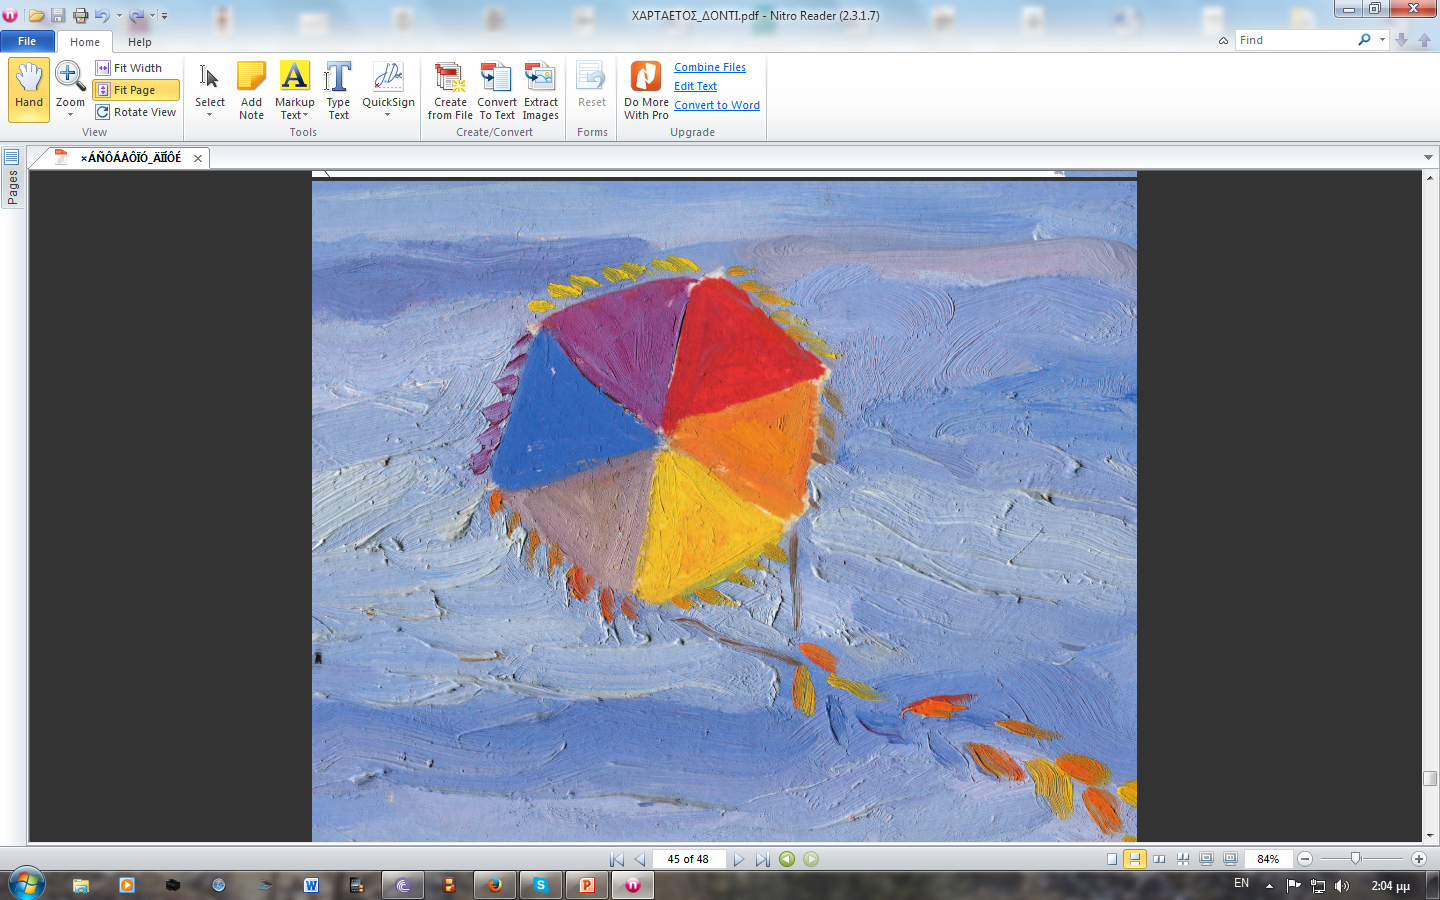 ΧΑΡΤΑΕΤΟΣ_ΔΟΝΤΙ.pdf - Nitro Reader (2.3.1.7)
File Home Help
Find
Hand
Zoom
Fit Width
Fit Page
Rotate View
View
Select
Add Note
Markup Text
Type Text
QuickSign
Tools
Create from File
Convert To Text
Extract Images
Create/Convert
Reset
Forms
Do More With Pro
Combine Files
Edit Text
Convert to Word
Upgrade
×ÁÑÔÁÅÔÏÓ_ÄÏÍÔÉ
Pages
45 of 48
84%
EN
2:04 μμ